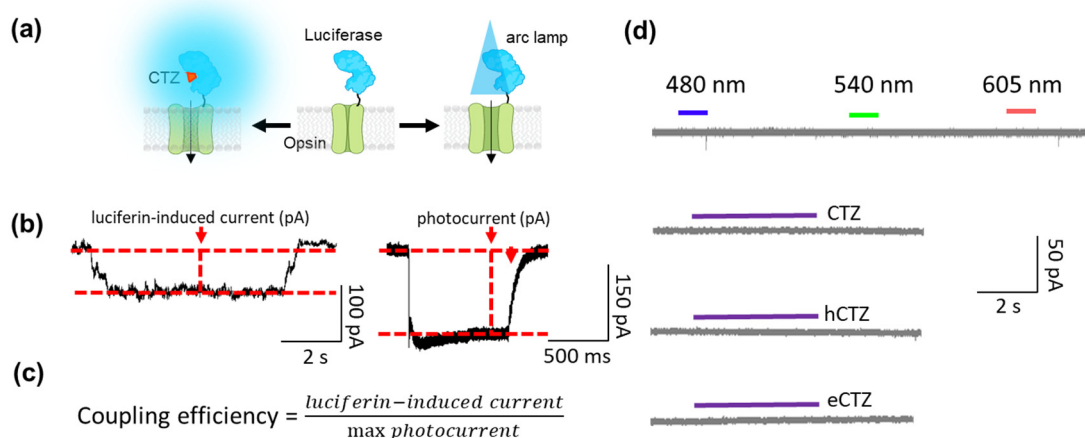 (a)
Luciferase
arc lamp
CTZ
Opsin
(b)
luciferin-induced current (pA)
photocurrent (pA)
100 pA
2 s
150 pA
500 ms
(c)
Coupling efficiency = luciferin−induced current
max photocurrent
(d)
480 nm
540 nm
605 nm
CTZ
50 pA
2 s
hCTZ
eCTZ